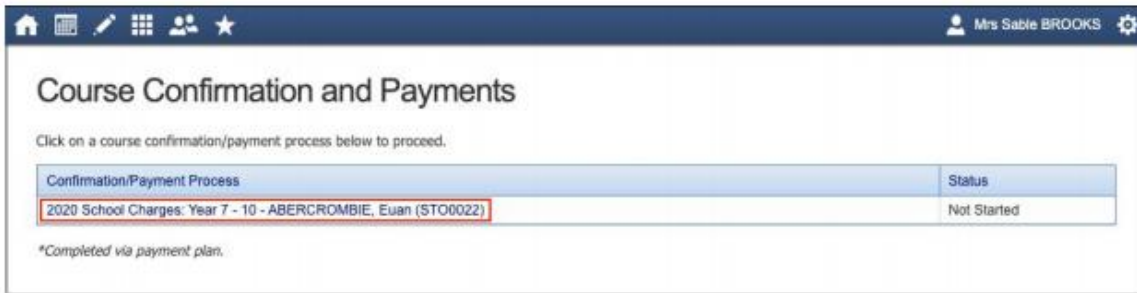 Mrs Sable BROOKS
Course Confirmation and Payments
Click on a course confirmation/payment process below to proceed.
Confirmation/Payment Process Status
2020 School Charges: Year 7 - 10 - ABERCROMBIE, Euan (STO0022) Not Started
*Completed via payment plan.